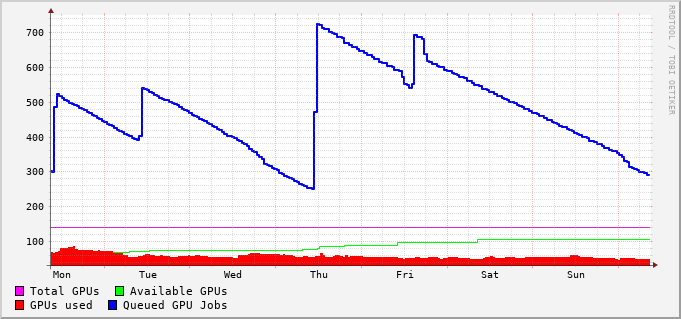 RRDTOOL / TOBI OETIKER
700
600
500
400
300
200
100
Mon Tue Wed Thu Fri Sat Sun
Total GPUs Available GPUs
GPUs used Queued GPU Jobs